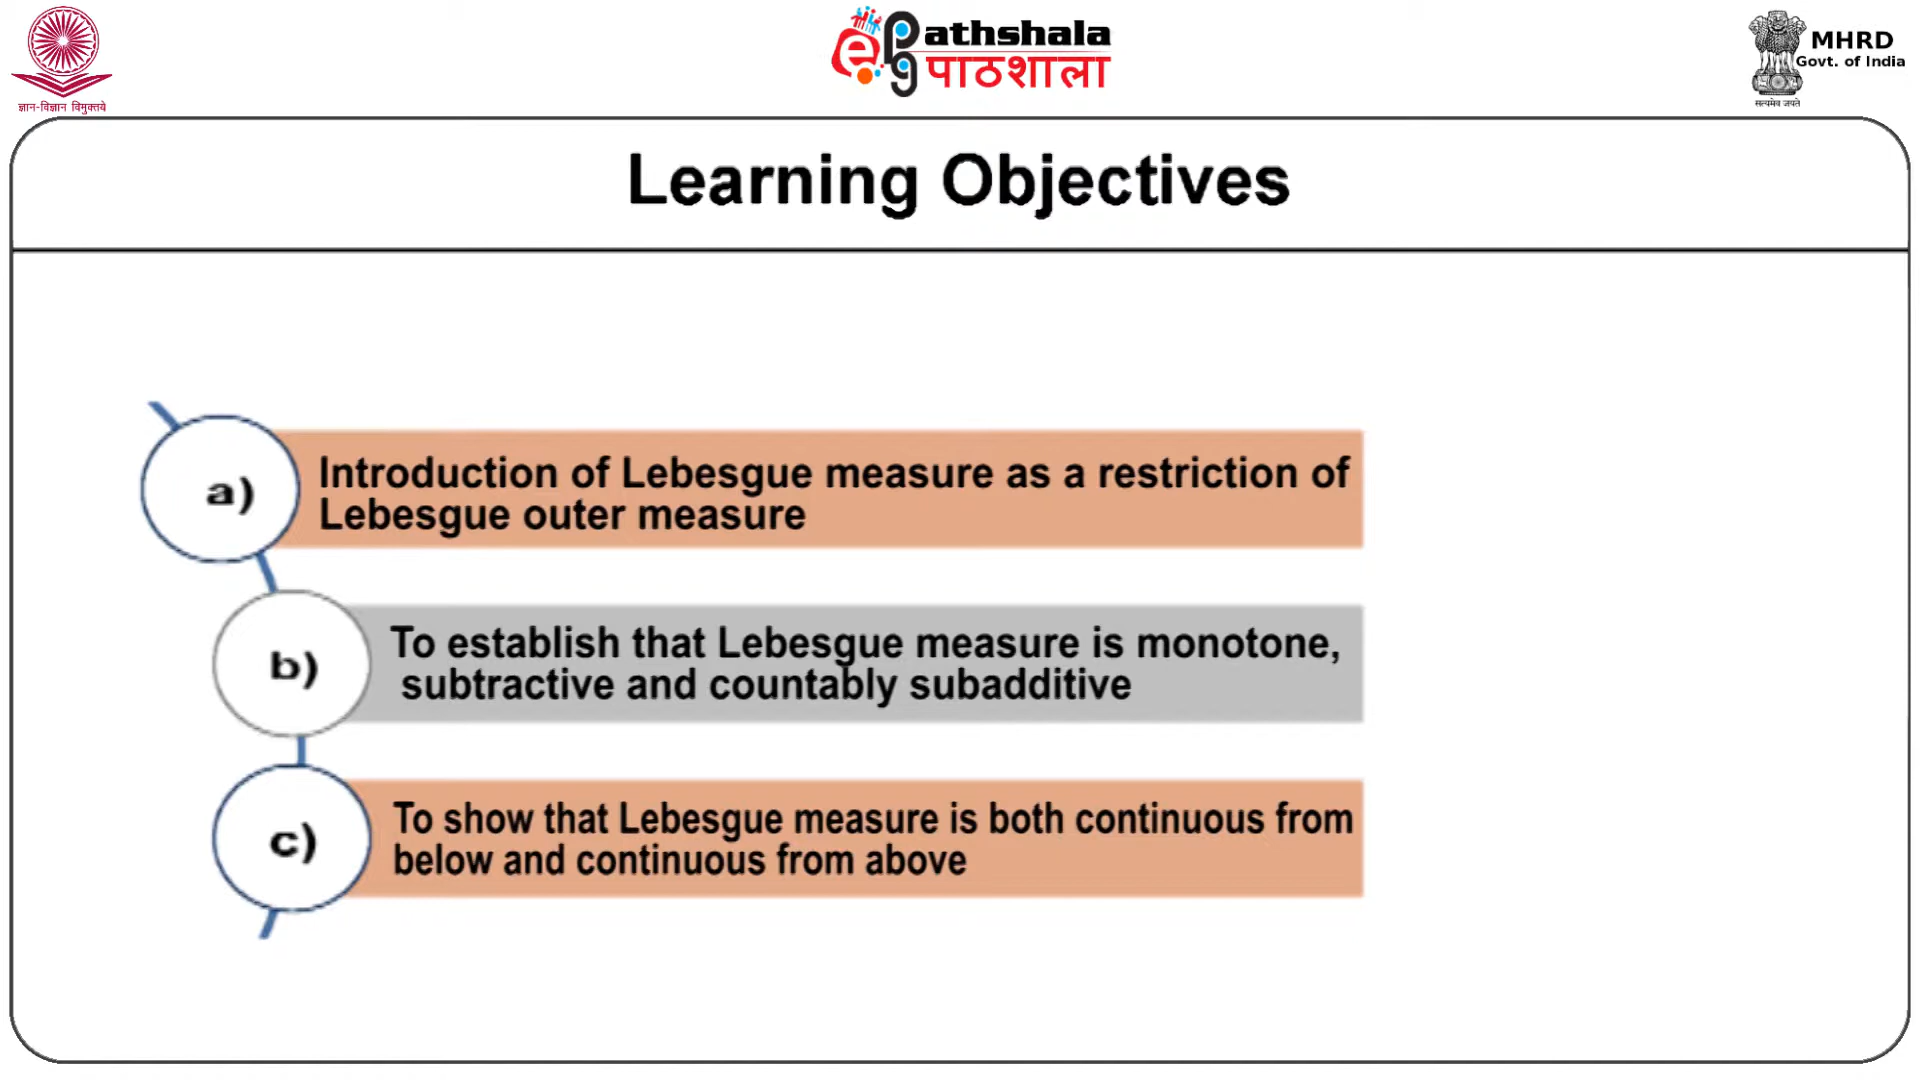 ज्ञान-विज्ञान विमुक्तये
ePG athshala
पाठशाला
MHRD
Govt. of India
सत्यमेव जयते
Learning Objectives
a)
Introduction of Lebesgue measure as a restriction of
Lebesgue outer measure
b)
To establish that Lebesgue measure is monotone,
subtractive and countably subadditive
c)
To show that Lebesgue measure is both continuous from
below and continuous from above